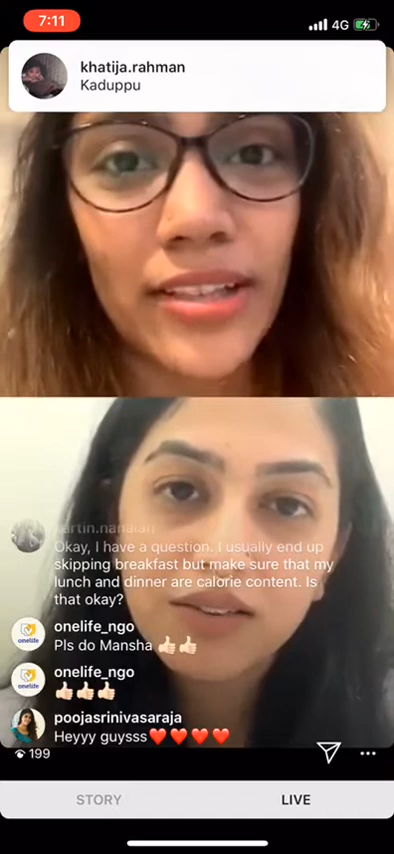 7:11
4G
khatija.rahman
Kaduppu
Okay, I have a question. I usually end up
skipping breakfast but make sure that my
lunch and dinner are calorie content. Is
that okay?
onelife_ngo
Pls do Mansha 👍🏻👍🏻
onelife_ngo
👍🏻👍🏻👍🏻
poojasrinivasaraja
Heyyy guysss❤️❤️❤️❤️
199
STORY
LIVE